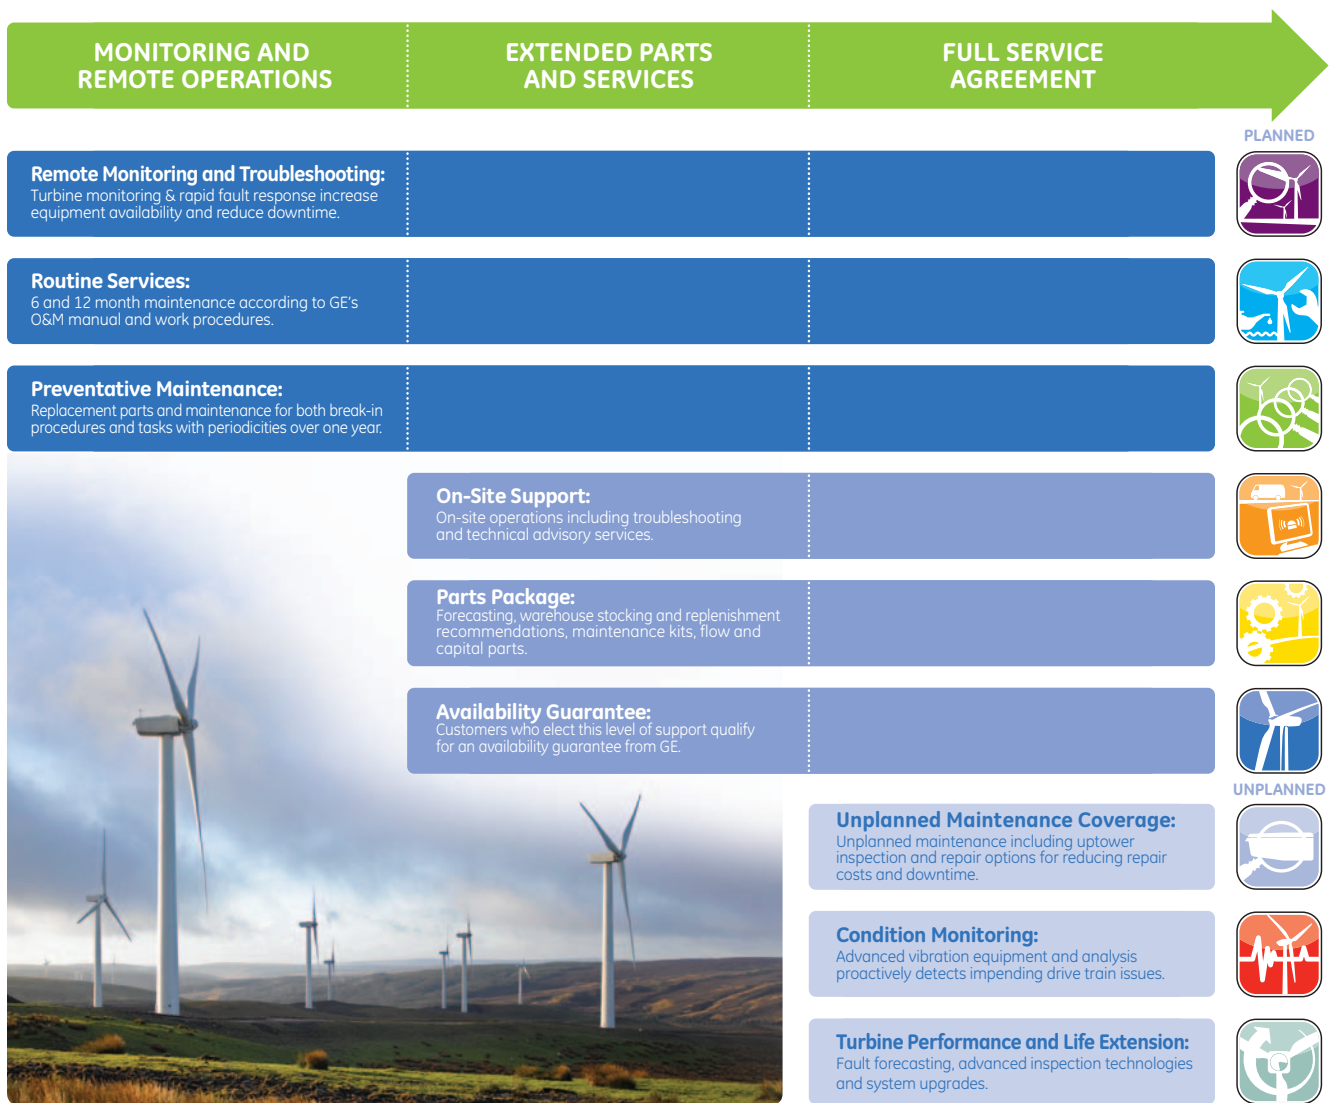 MONITORING AND
REMOTE OPERATIONS
EXTENDED PARTS
AND SERVICES
FULL SERVICE
AGREEMENT
PLANNED
Remote Monitoring and Troubleshooting:
Turbine monitoring & rapid fault response increase
equipment availability and reduce downtime.
Routine Services:
6 and 12 month maintenance according to GE's
O&M manual and work procedures.
Preventative Maintenance:
Replacement parts and maintenance for both break-in
procedures and tasks with periodicities over one year.
On-Site Support:
On-site operations including troubleshooting
and technical advisory services.
Parts Package:
Forecasting, warehouse stocking and replenishment
recommendations, maintenance kits, flow and
capital parts.
Availability Guarantee:
Customers who elect this level of support qualify
for an availability guarantee from GE.
UNPLANNED
Unplanned Maintenance Coverage:
Unplanned maintenance including uptower
inspection and repair options for reducing repair
costs and downtime.
Condition Monitoring:
Advanced vibration equipment and analysis
proactively detects impending drive train issues.
Turbine Performance and Life Extension:
Fault forecasting, advanced inspection technologies
and system upgrades.